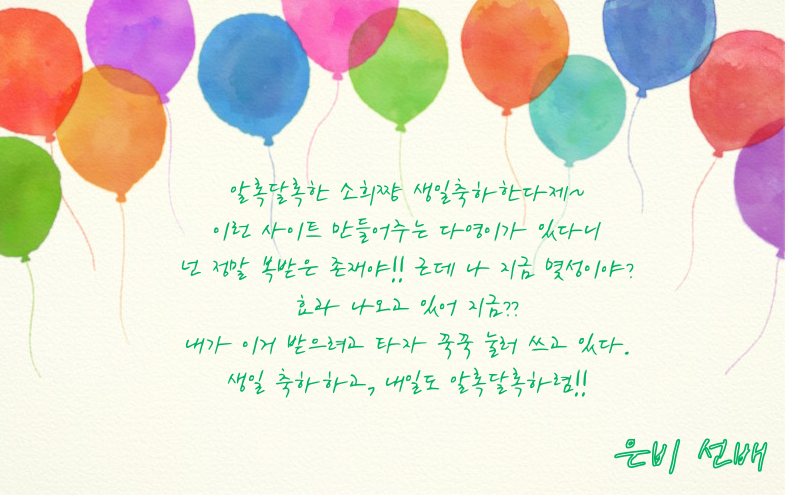 알록달록한 소희쨩 생일축하한다제~
이런 사이트 만들어주는 다영이가 있다니
넌 정말 복받은 존재야!! 근데 나 지금 몇성이야?
효과 나오고 있어 지금??
내가 이거 받으려고 타자 꾹꾹 눌러 쓰고 있다.
생일 축하하고, 내일도 알록달록하렴!!
은비 선배